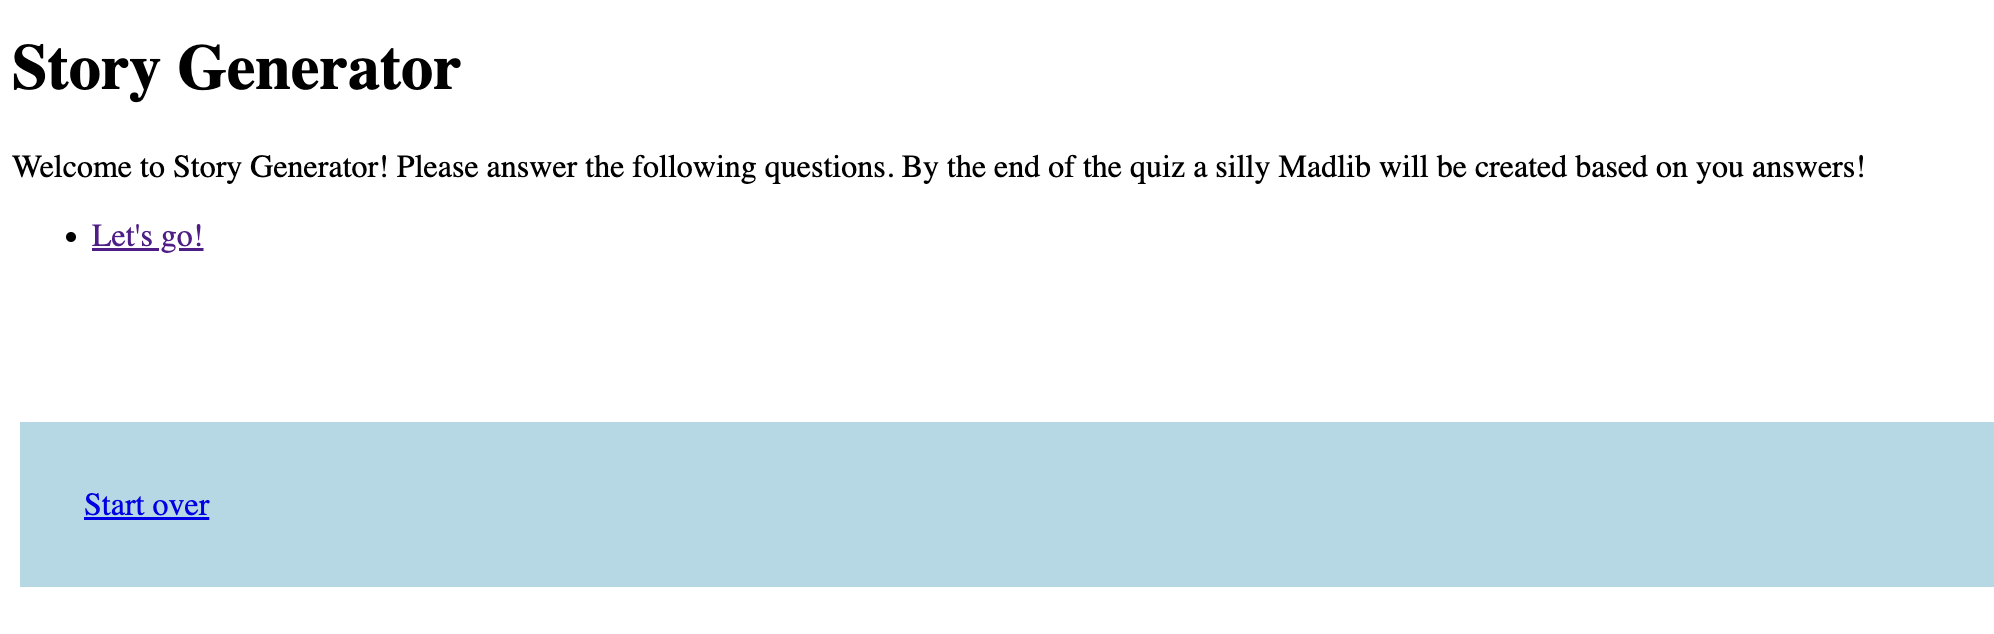 Story Generator
Welcome to Story Generator! Please answer the following questions. By the end of the quiz a silly Madlib will be created based on you answers!
Let's go!
Start over